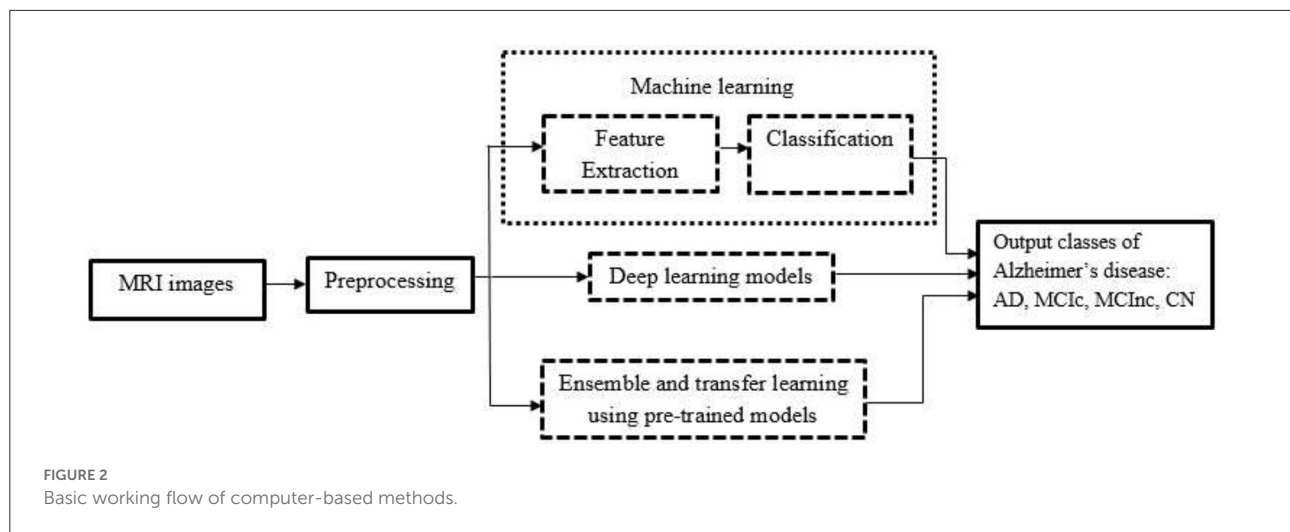 Machine learning
Feature
Extraction
Classification
MRI images
Preprocessing
Deep learning models
Ensemble and transfer learning
using pre-trained models
Output classes of
Alzheimer's disease:
AD, MCIc, MCInc, CN
FIGURE 2
Basic working flow of computer-based methods.